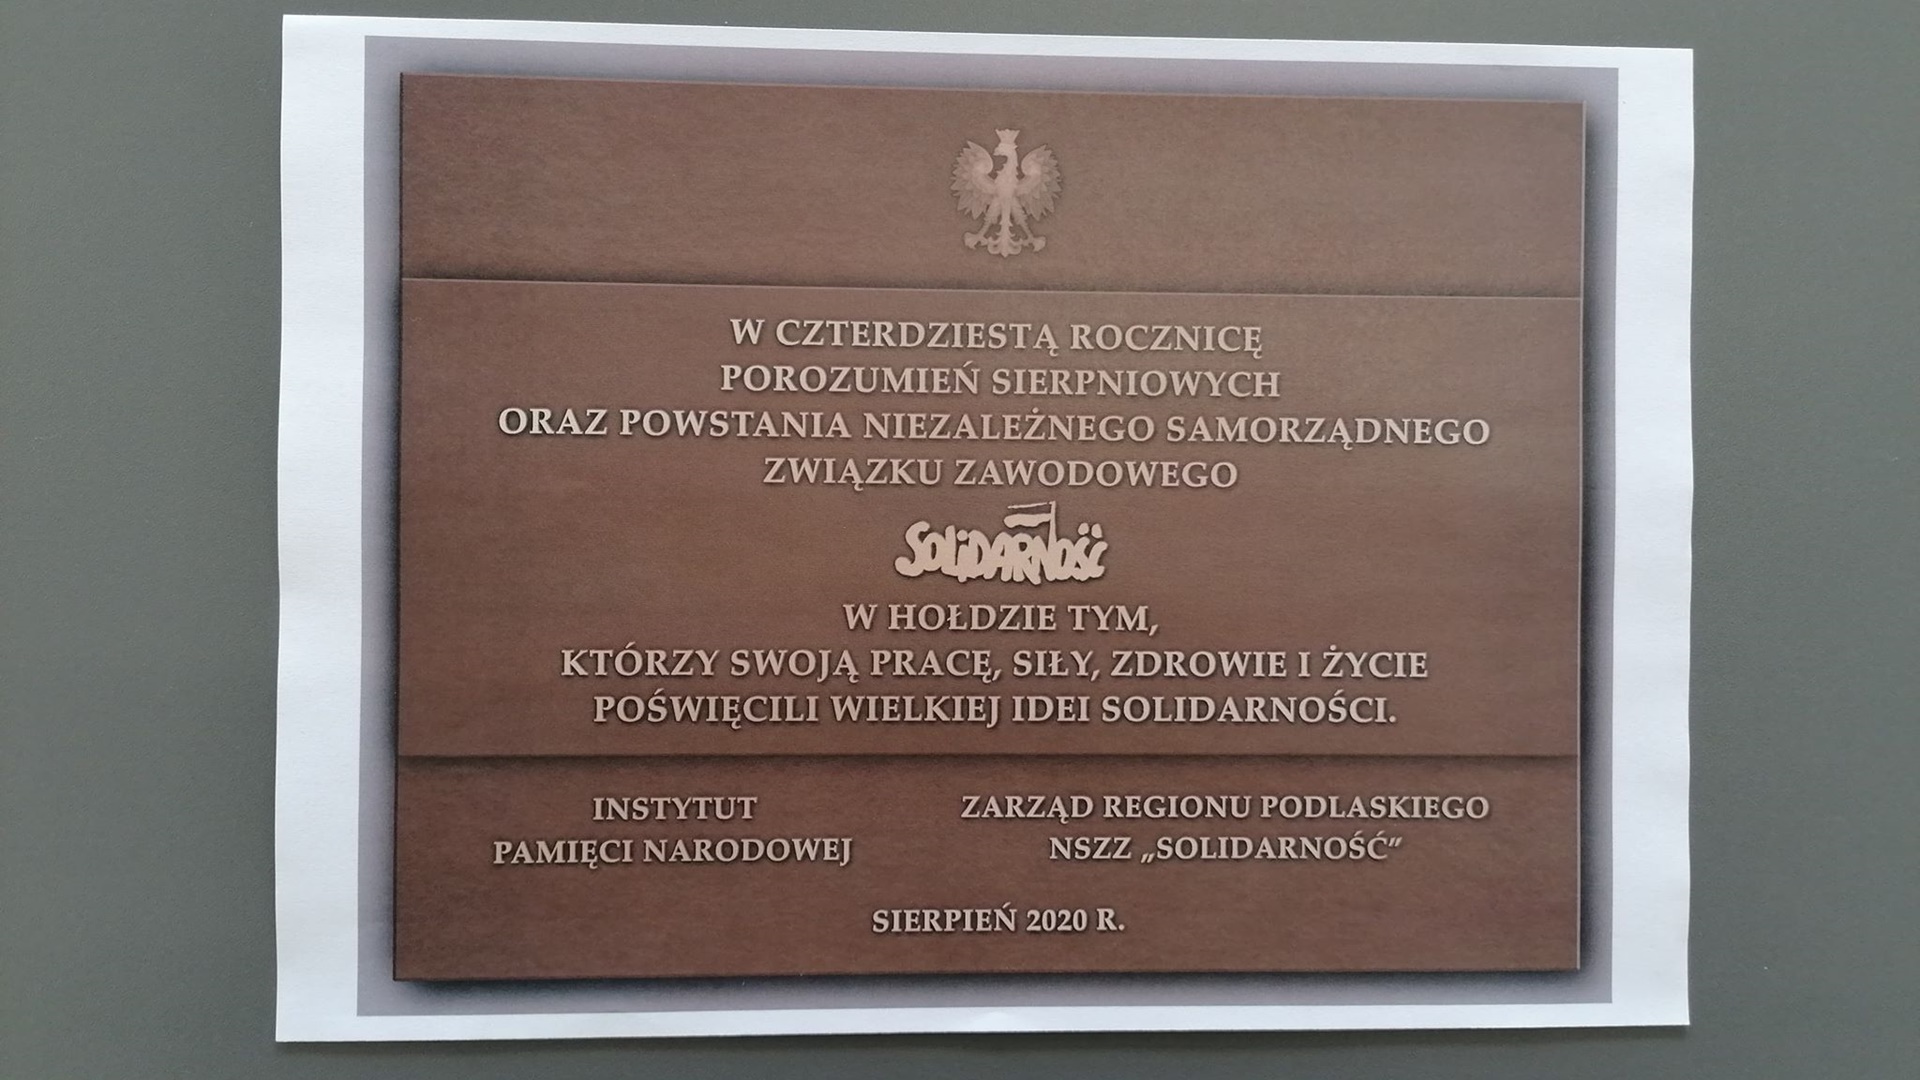 W CZTERDZIESTĄ ROCZNICĘ
POROZUMIEŃ SIERPNIOWYCH
ORAZ POWSTANIA NIEZALEŻNEGO SAMORZĄDNEGO
ZWIĄZKU ZAWODOWEGO
SOLIDARNOŚĆ
W HOŁDZIE TYM,
KTÓRZY SWOJĄ PRACĘ, SIŁY, ZDROWIE I ŻYCIE
POŚWIĘCILI WIELKIEJ IDEI SOLIDARNOŚCI.
INSTYTUT
PAMIĘCI NARODOWEJ
ZARZĄD REGIONU PODLASKIEGO
NSZZ „SOLIDARNOŚĆ”
SIERPIEŃ 2020 R.